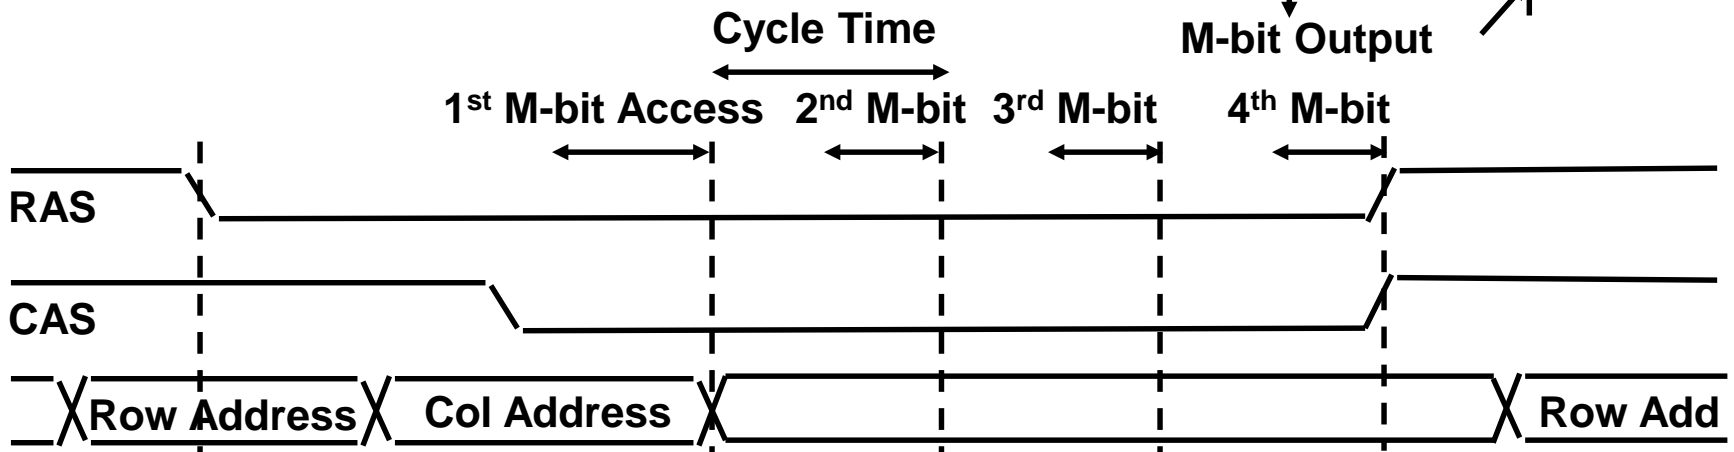 Cycle Time
M-bit Output
1st M-bit Access 2nd M-bit 3rd M-bit 4th M-bit
RAS
CAS
Row Address Col Address Row Add